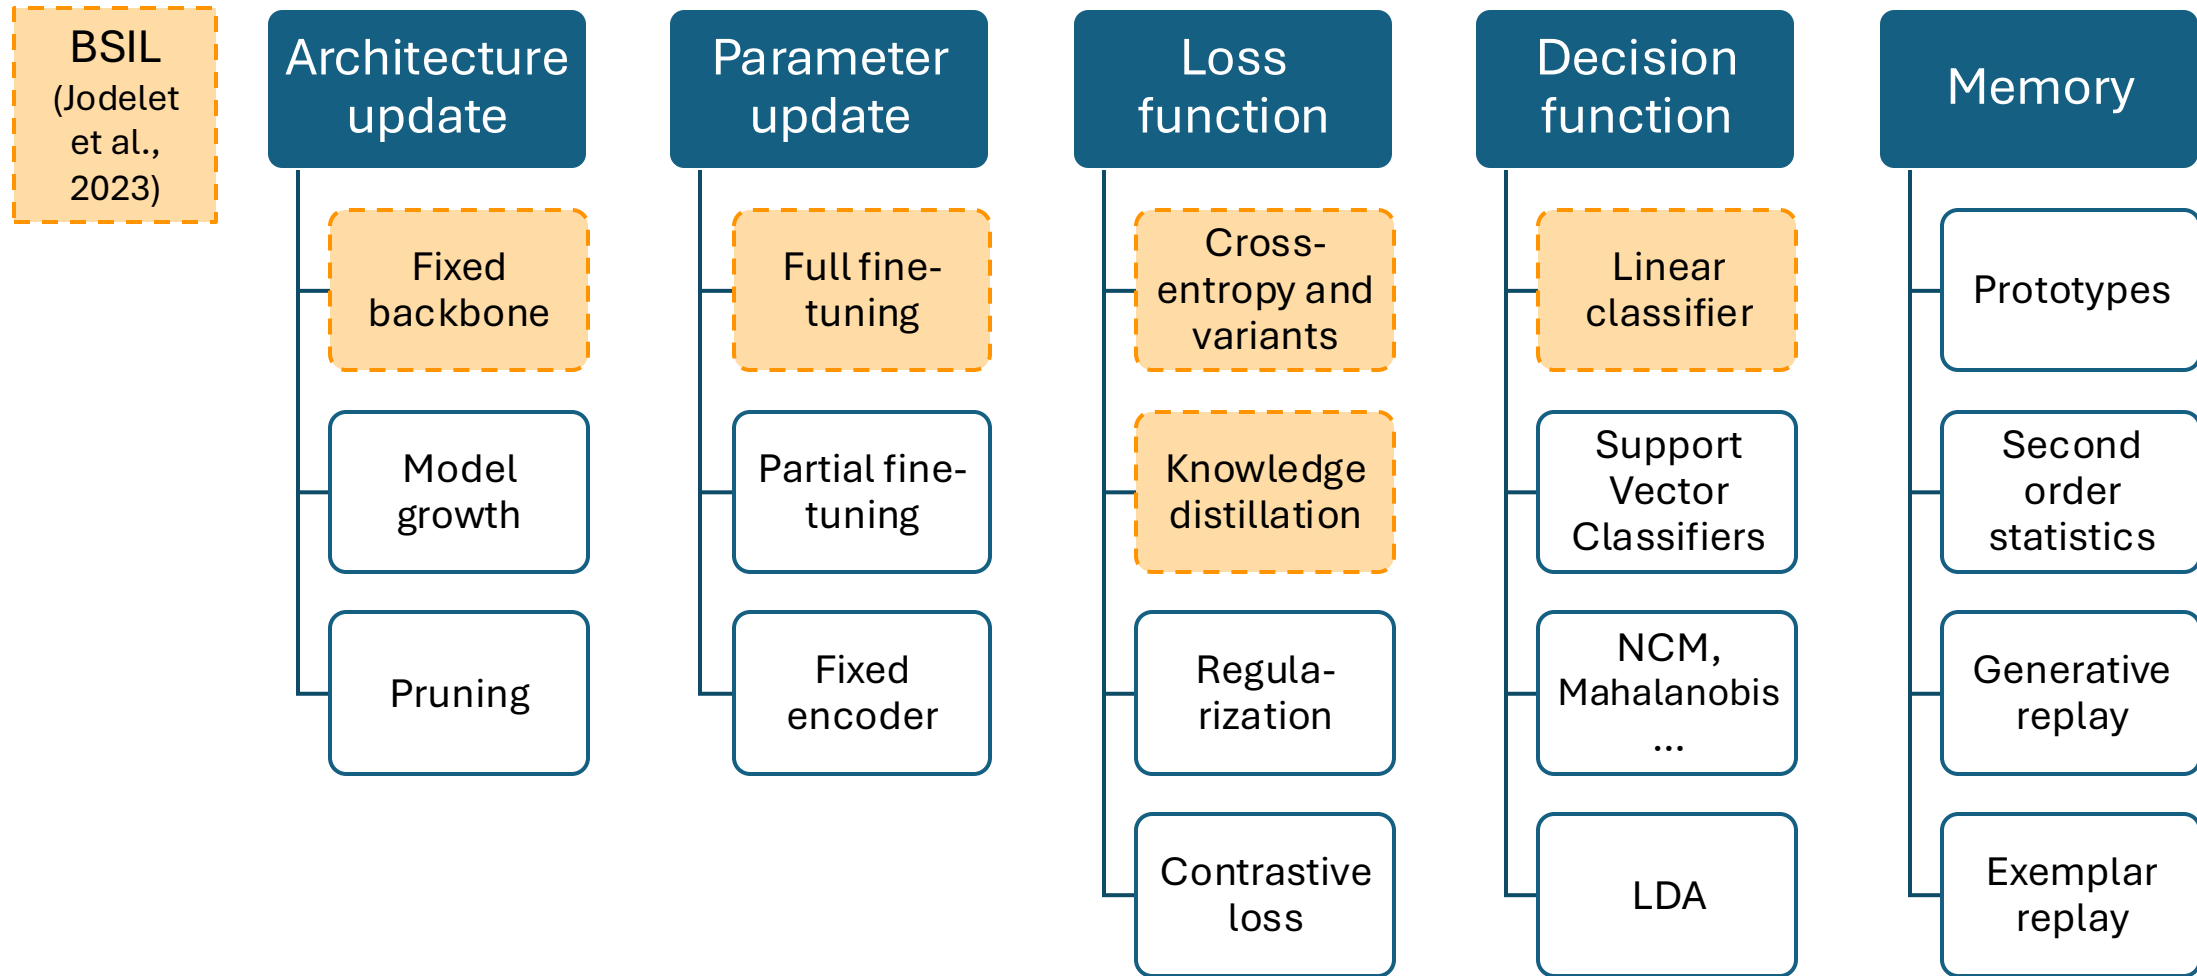 BSIL
(Jodelet
et al.,
2023)
Architecture
update
Fixed
backbone
Model
growth
Pruning
Parameter
update
Full fine-
tuning
Partial fine-
tuning
Fixed
encoder
Loss
function
Cross-
entropy and
variants
Knowledge
distillation
Regula-
rization
Contrastive
loss
Decision
function
Linear
classifier
Support
Vector
Classifiers
NCM,
Mahalanobis
...
LDA
Memory
Prototypes
Second
order
statistics
Generative
replay
Exemplar
replay